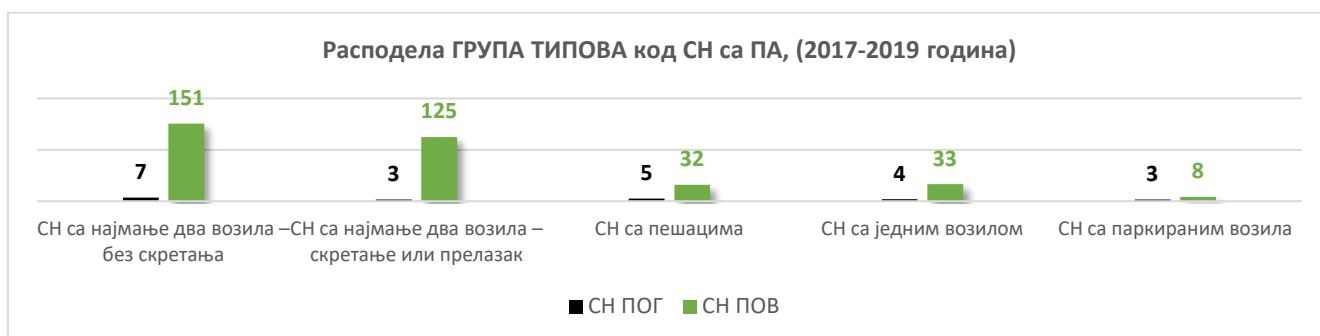 Расподела ГРУПА ТИПОВА код СН са ПА, (2017-2019 година)
7 151 3 125 5 32 4 33 3 8
СН са најмање два возила – без скретања
СН са најмање два возила – скретање или прелазак
СН са пешацима
СН са једним возилом
СН са паркираним возила
СН ПОГ СН ПОВ